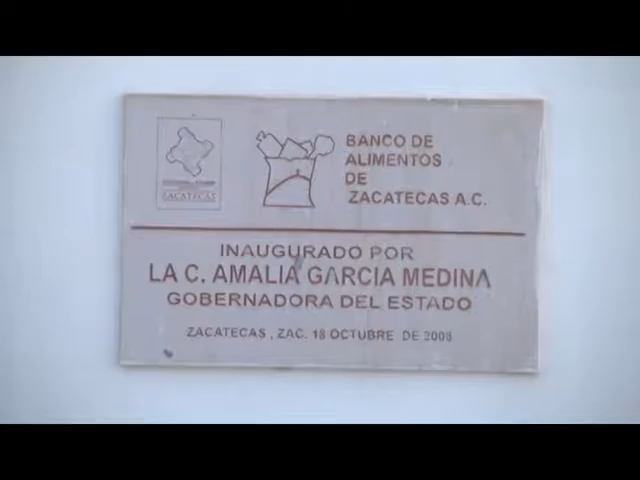 ZACATECAS
BANCO DE
ALIMENTOS
DE
ZACATECAS A.C.
INAUGURADO POR
LA C. AMALIA GARCIA MEDINA
GOBERNADORA DEL ESTADO
ZACATECAS, ZAC. 18 OCTUBRE DE